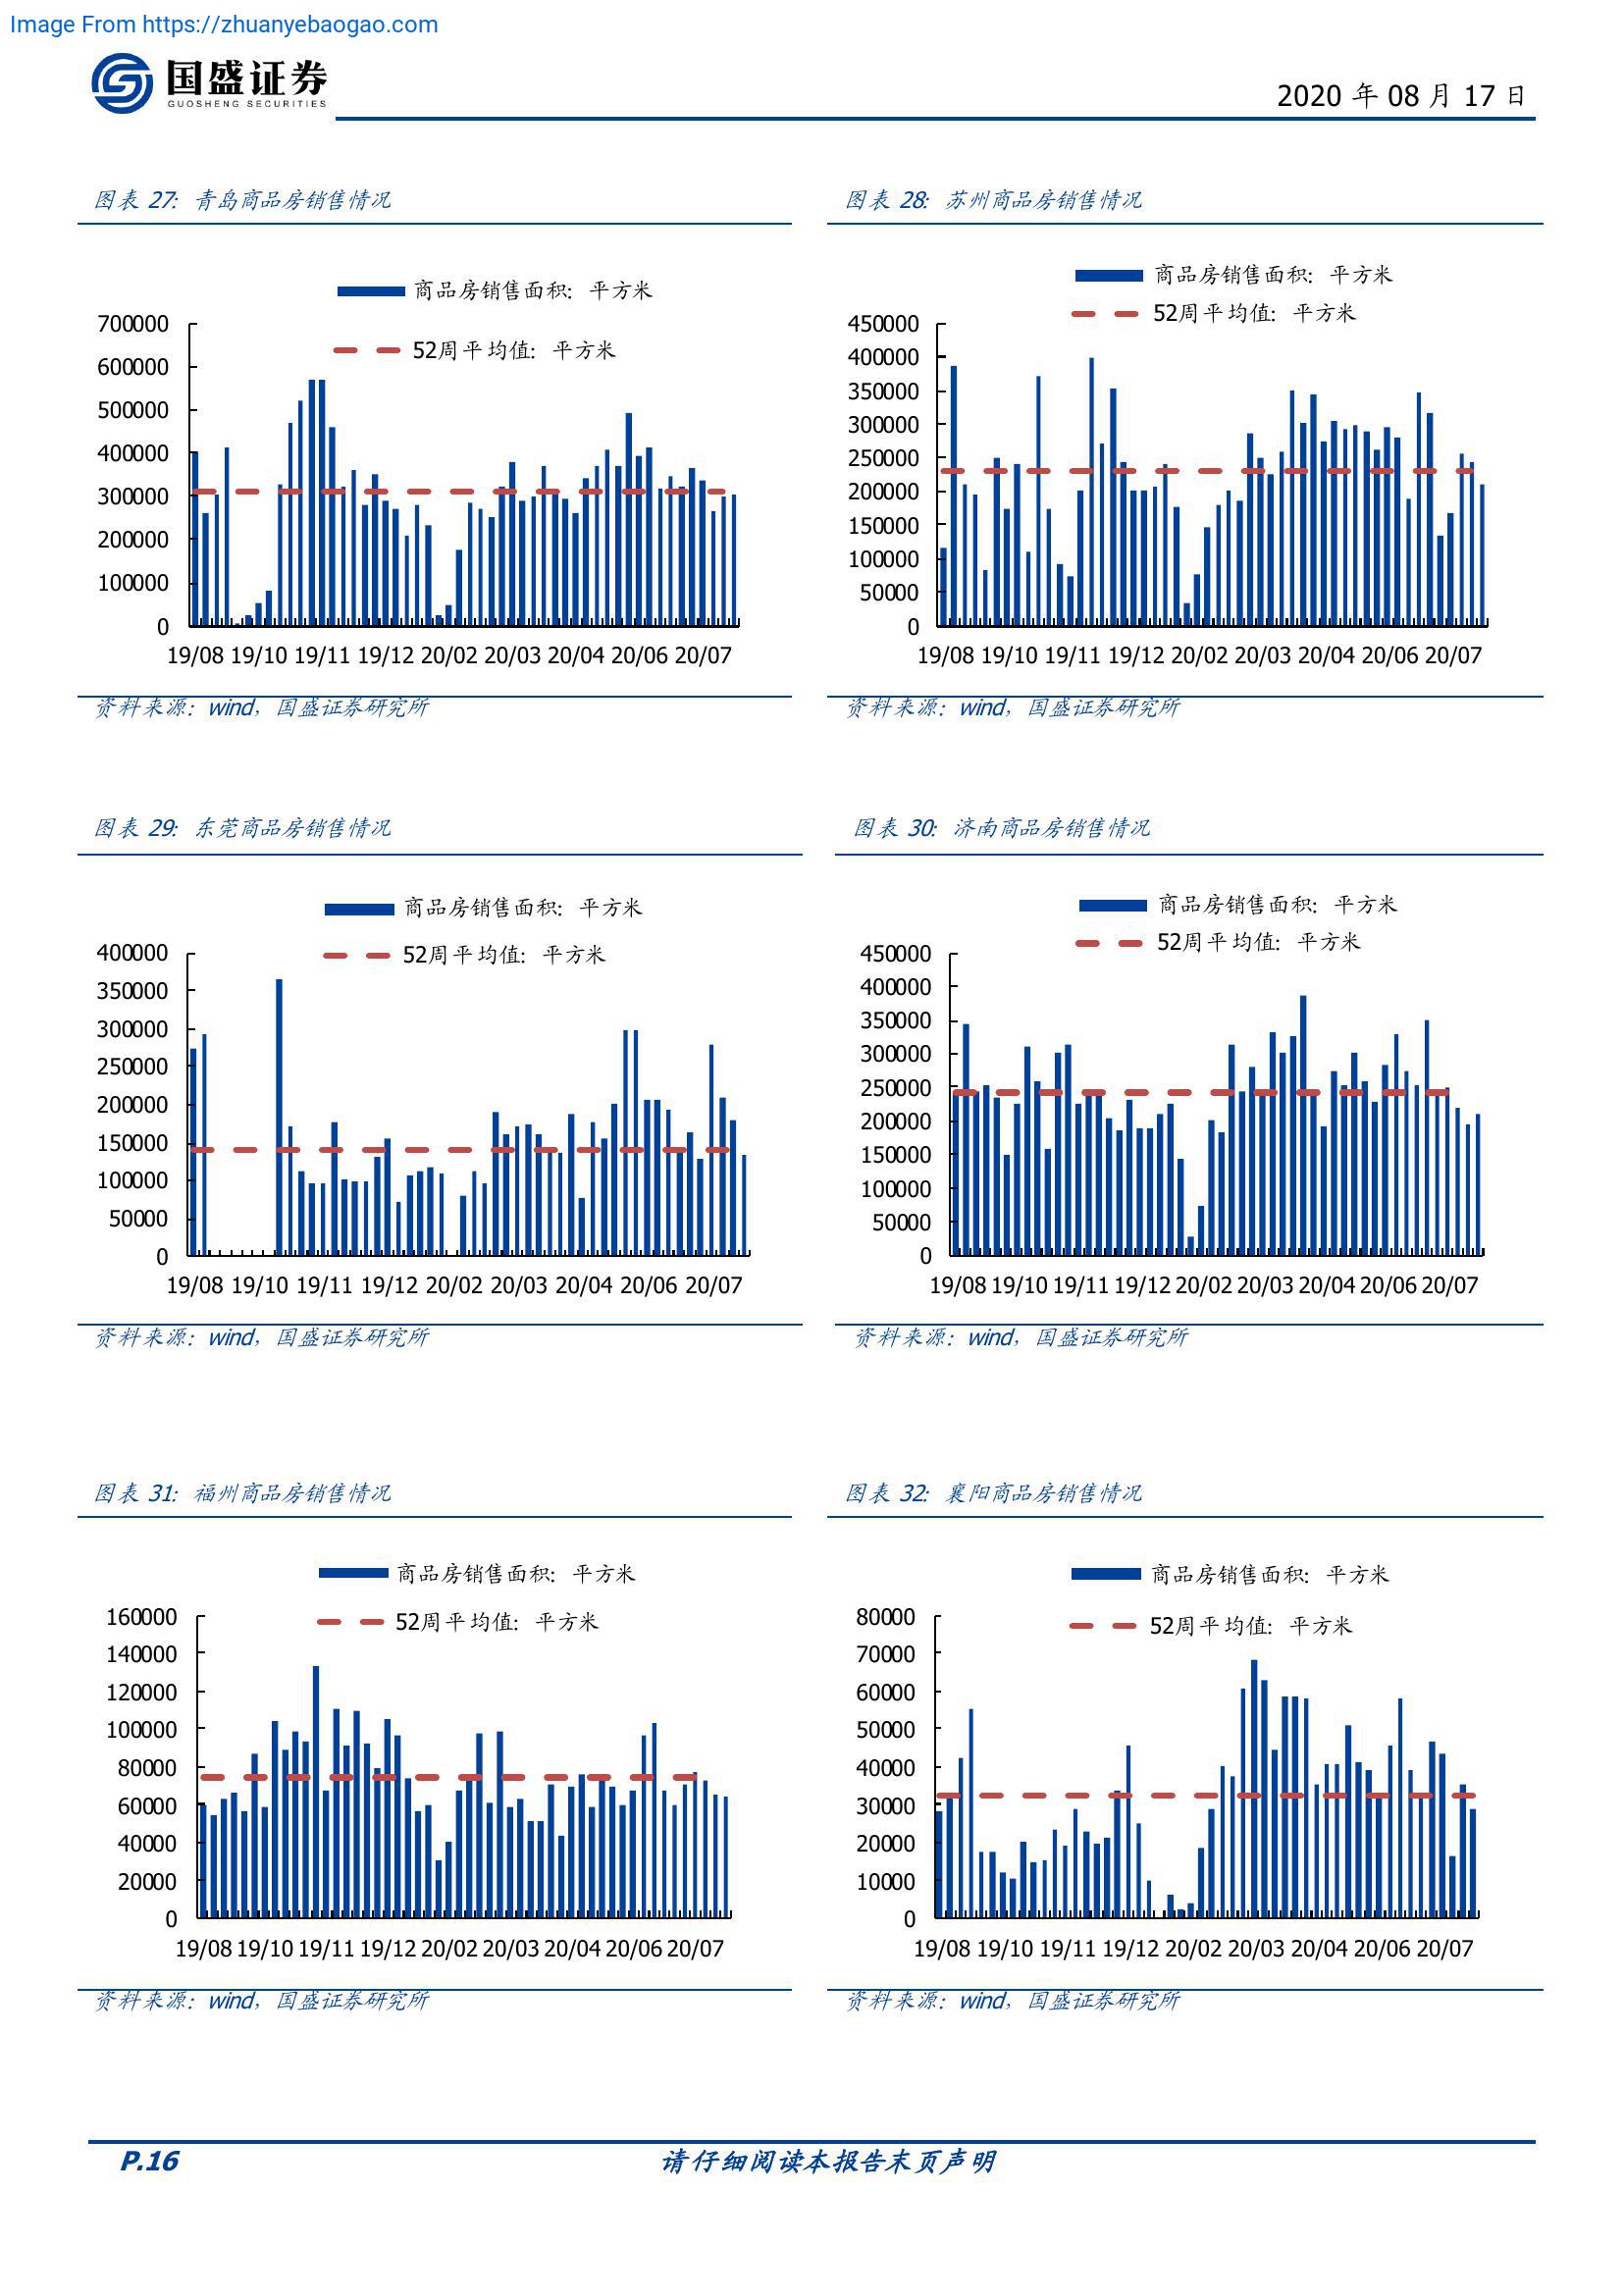 Image From https://zhuanyebaogao.com
国盛证券
GUOSHENG SECURITIES
2020 年 08 月 17 日
图表 27: 青岛商品房销售情况
商品房销售面积: 平方米
52周平均值: 平方米
700000
600000
500000
400000
300000
200000
100000
0
19/08 19/10 19/11 19/12 20/02 20/03 20/04 20/06 20/07
资料来源: wind, 国盛证券研究所
图表 28: 苏州商品房销售情况
商品房销售面积: 平方米
52周平均值: 平方米
450000
400000
350000
300000
250000
200000
150000
100000
50000
0
19/08 19/10 19/11 19/12 20/02 20/03 20/04 20/06 20/07
资料来源: wind, 国盛证券研究所
图表 29: 东莞商品房销售情况
商品房销售面积: 平方米
52周平均值: 平方米
400000
350000
300000
250000
200000
150000
100000
50000
0
19/08 19/10 19/11 19/12 20/02 20/03 20/04 20/06 20/07
资料来源: wind, 国盛证券研究所
图表 30: 济南商品房销售情况
商品房销售面积: 平方米
52周平均值: 平方米
450000
400000
350000
300000
250000
200000
150000
100000
50000
0
19/08 19/10 19/11 19/12 20/02 20/03 20/04 20/06 20/07
资料来源: wind, 国盛证券研究所
图表 31: 福州商品房销售情况
商品房销售面积: 平方米
52周平均值: 平方米
160000
140000
120000
100000
80000
60000
40000
20000
0
19/08 19/10 19/11 19/12 20/02 20/03 20/04 20/06 20/07
资料来源: wind, 国盛证券研究所
图表 32: 襄阳商品房销售情况
商品房销售面积: 平方米
52周平均值: 平方米
80000
70000
60000
50000
40000
30000
20000
10000
0
19/08 19/10 19/11 19/12 20/02 20/03 20/04 20/06 20/07
资料来源: wind, 国盛证券研究所
P.16
请仔细阅读本报告末页声明